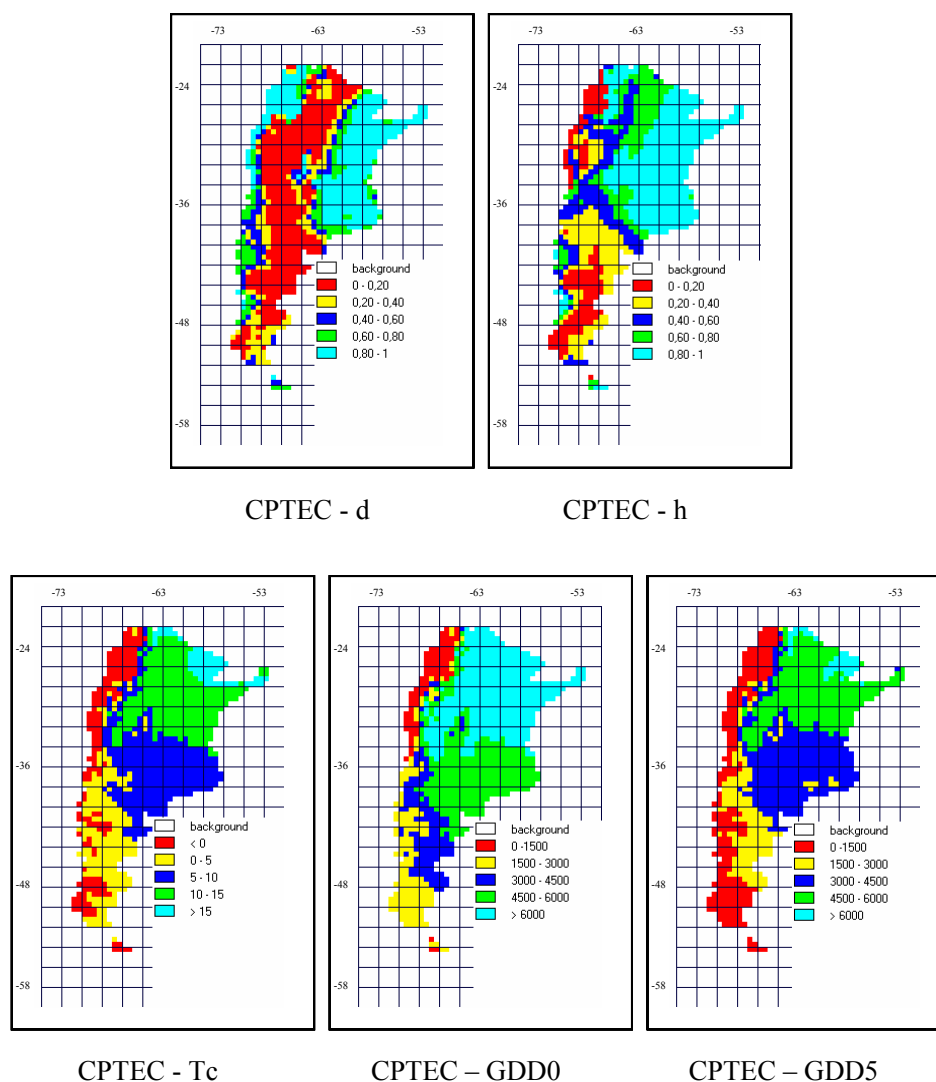 -73 -63 -53
-24
-36
-48
-58
background
0 - 0,20
0,20 - 0,40
0,40 - 0,60
0,60 - 0,80
0,80 - 1
CPTEC - d
-73 -63 -53
-24
-36
-48
-58
background
0 - 0,20
0,20 - 0,40
0,40 - 0,60
0,60 - 0,80
0,80 - 1
CPTEC - h
-73 -63 -53
-24
-36
-48
-58
background
< 0
0 - 5
5 - 10
10 - 15
> 15
CPTEC - Tc
-73 -63 -53
-24
-36
-48
-58
background
0 -1500
1500 - 3000
3000 - 4500
4500 - 6000
> 6000
CPTEC – GDD0
-73 -63 -53
-24
-36
-48
-58
background
0 -1500
1500 - 3000
3000 - 4500
4500 - 6000
> 6000
CPTEC – GDD5